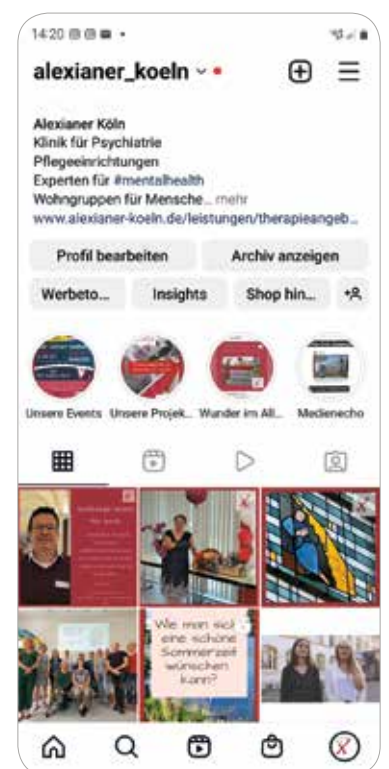 14:20
alexianer_koeln
Alexianer Köln
Klinik für Psychiatrie
Pflegeeinrichtungen
Experten für #mentalhealth
Wohngruppen für Mensche... mehr
www.alexianer-koeln.de/leistungen/therapieangeb...
Profil bearbeiten
Archiv anzeigen
Werbeto...
Insights
Shop hin...
Unsere Events
Unsere Projek...
Wunder im All...
Medienecho
Wie man sich
eine schöne
Sommerzeit
wünschen
kann?